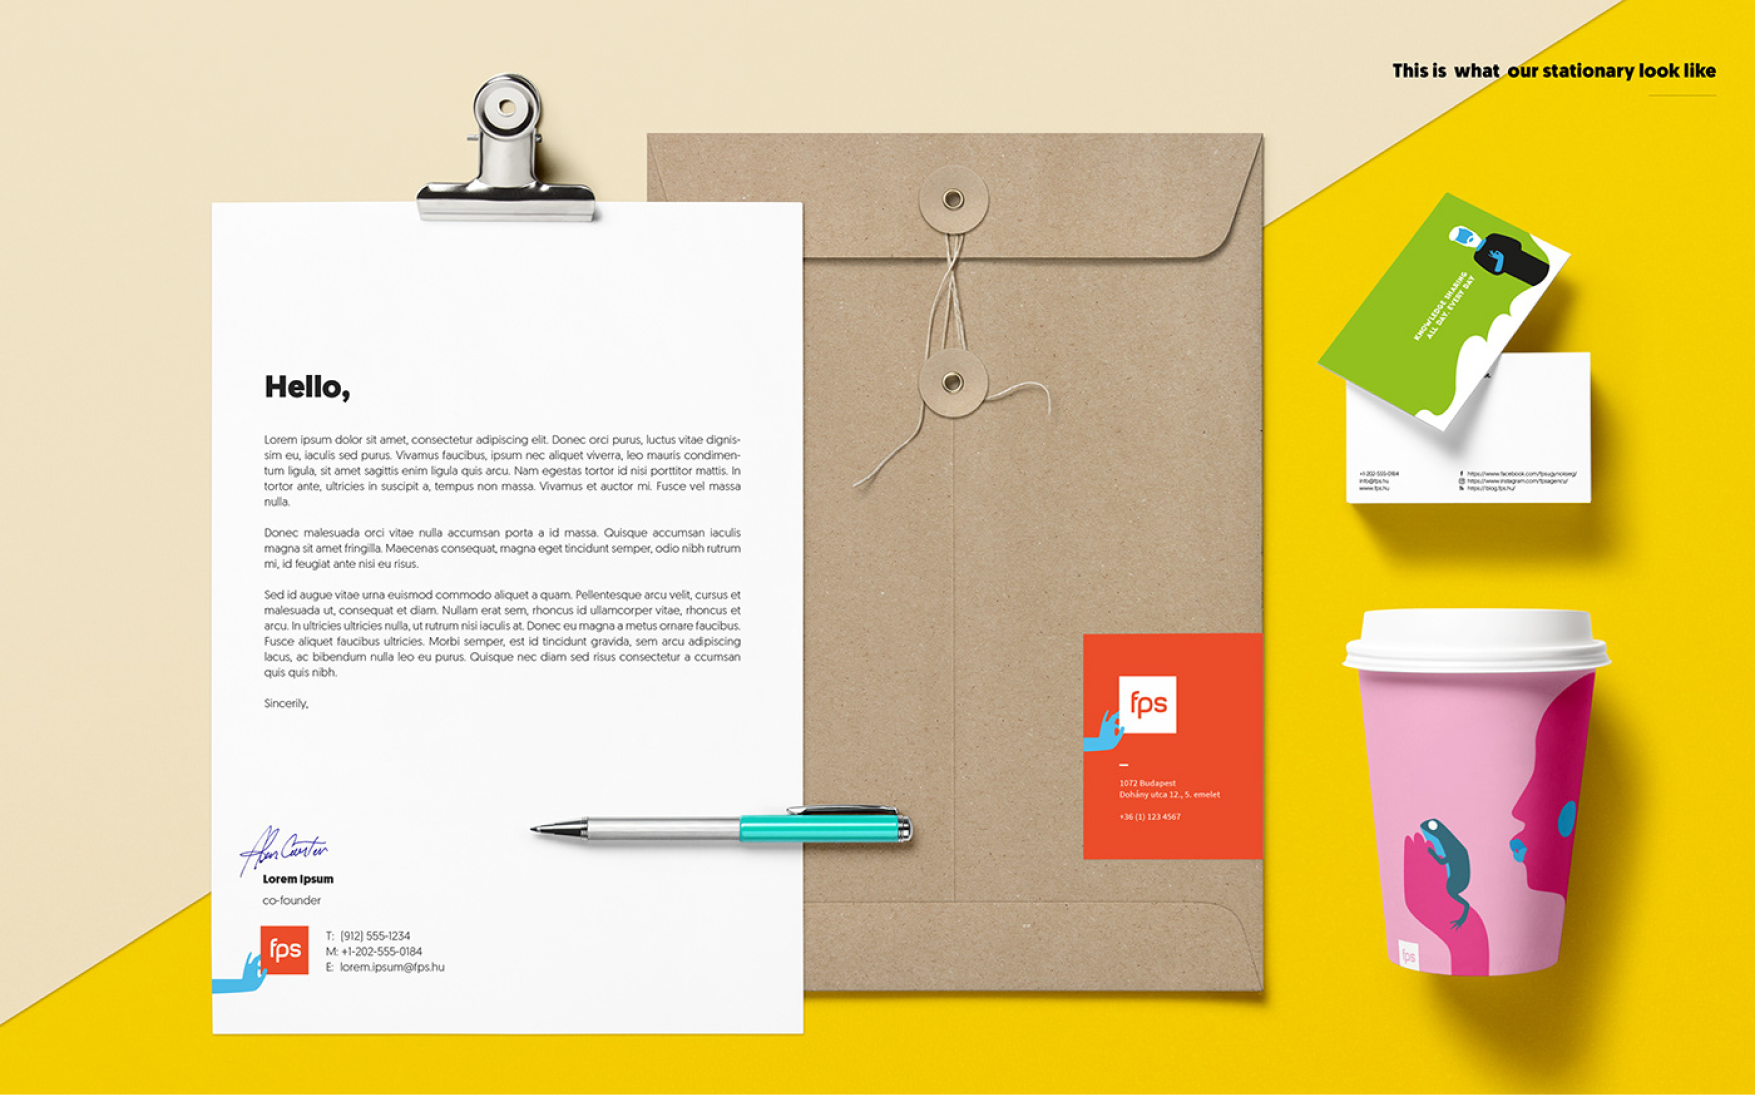 This is what our stationary look like
Hello,
Lorem ipsum dolor sit amet, consectetur adipiscing elit. Donec orci purus, luctus vitae dignis-
sim eu, iaculis sed purus. Vivamus faucibus, ipsum nec aliquet viverra, leo mauris condimen-
tum ligula, sit amet sagittis enim ligula quis arcu. Nam egestas tortor id nisi porttitor mattis. In
tortor ante, ultricies in suscipit a, tempus non massa. Vivamus et auctor mi. Fusce vel massa
nulla.
Donec malesuada orci vitae nulla accumsan porta a id massa. Quisque accumsan iaculis
magna sit amet fringilla. Maecenas consequat, magna eget tincidunt semper, odio nibh rutrum
mi, id feugiat ante nisi eu risus.
Sed id augue vitae urna euismod commodo aliquet a quam. Pellentesque arcu velit, cursus et
malesuada ut, consequat et diam. Nullam erat sem, rhoncus id ullamcorper vitae, rhoncus et
arcu. In ultricies ultricies nulla, ut rutrum nisi iaculis at. Donec eu magna a metus ornare faucibus.
Fusce aliquet faucibus ultricies. Morbi semper, est id tincidunt gravida, sem arcu adipiscing
lacus, ac bibendum nulla leo eu purus. Quisque nec diam sed risus consectetur a ccumsan
quis quis nibh.
Sincerily,
Lorem Ipsum
co-founder
fps
T: (912) 555-1234
M: +1-202-555-0184
E: lorem.ipsum@fps.hu
fps
1072 Budapest
Dohány utca 12., 5. emelet
+36 (1) 123 4567
KNOWLEDGE SHARING
ALL DAY, EVERY DAY
+1-202-555-0184
info@fps.hu
www.fps.hu
https://www.facebook.com/fpsugynokseg/
https://www.instagram.com/fpsagency/
https://blog.fps.hu/
fps